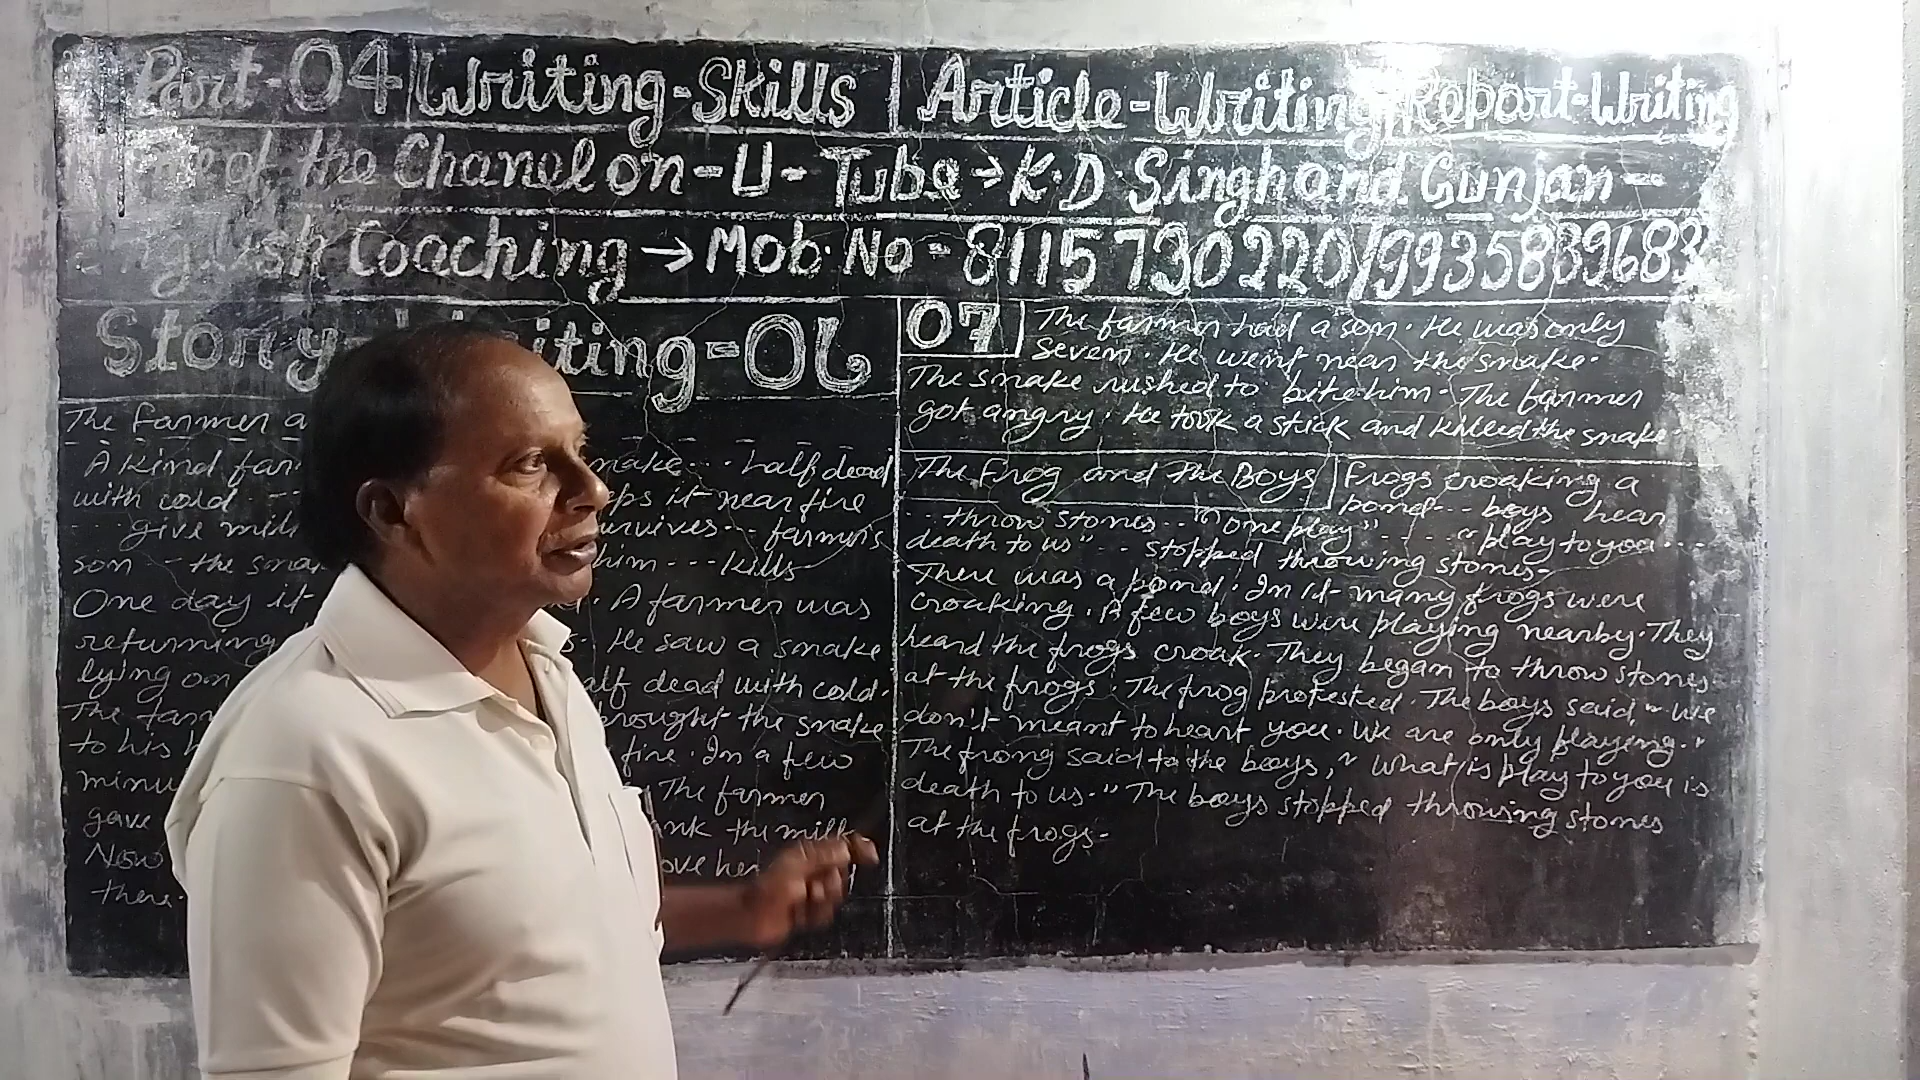 Part-04 | Writing-Skills | Article-Writing Report-Writing
of the Chanel on-U-Tube → K.D. Singh and Gunjan-
English Coaching → Mob. No - 8115730220/9935839683
Story iting-06
The Farmer a
A kind far make... half dead
with cold... eps it near fire
... give mil urvives... farmer's
son -- the sna him... kills
One day it . A farmer was
returning s. He saw a snake
lying on alf dead with cold.
The farm brought the snake
to his h fire. In a few
minu The farmer
gave ank the milk
Now ove her
there.
07 The farmer had a son. He was only
seven. He went near the snake.
The snake rushed to bite him. The farmer
got angry. He took a stick and killed the snake.
The Frog and the Boys | Frogs croaking a
pond... boys hear
... throw stones... "one play" ..... "play to you...
death to us"... stopped throwing stones-
There was a pond. In it many frogs were
croaking. A few boys were playing nearby. They
heard the frogs croak. They began to throw stones
at the frogs. The frog protested. The boys said, "We
don't meant to heart you. We are only playing."
The frong said to the boys, "What is play to you is
death to us." The boys stopped throwing stones
at the frogs-